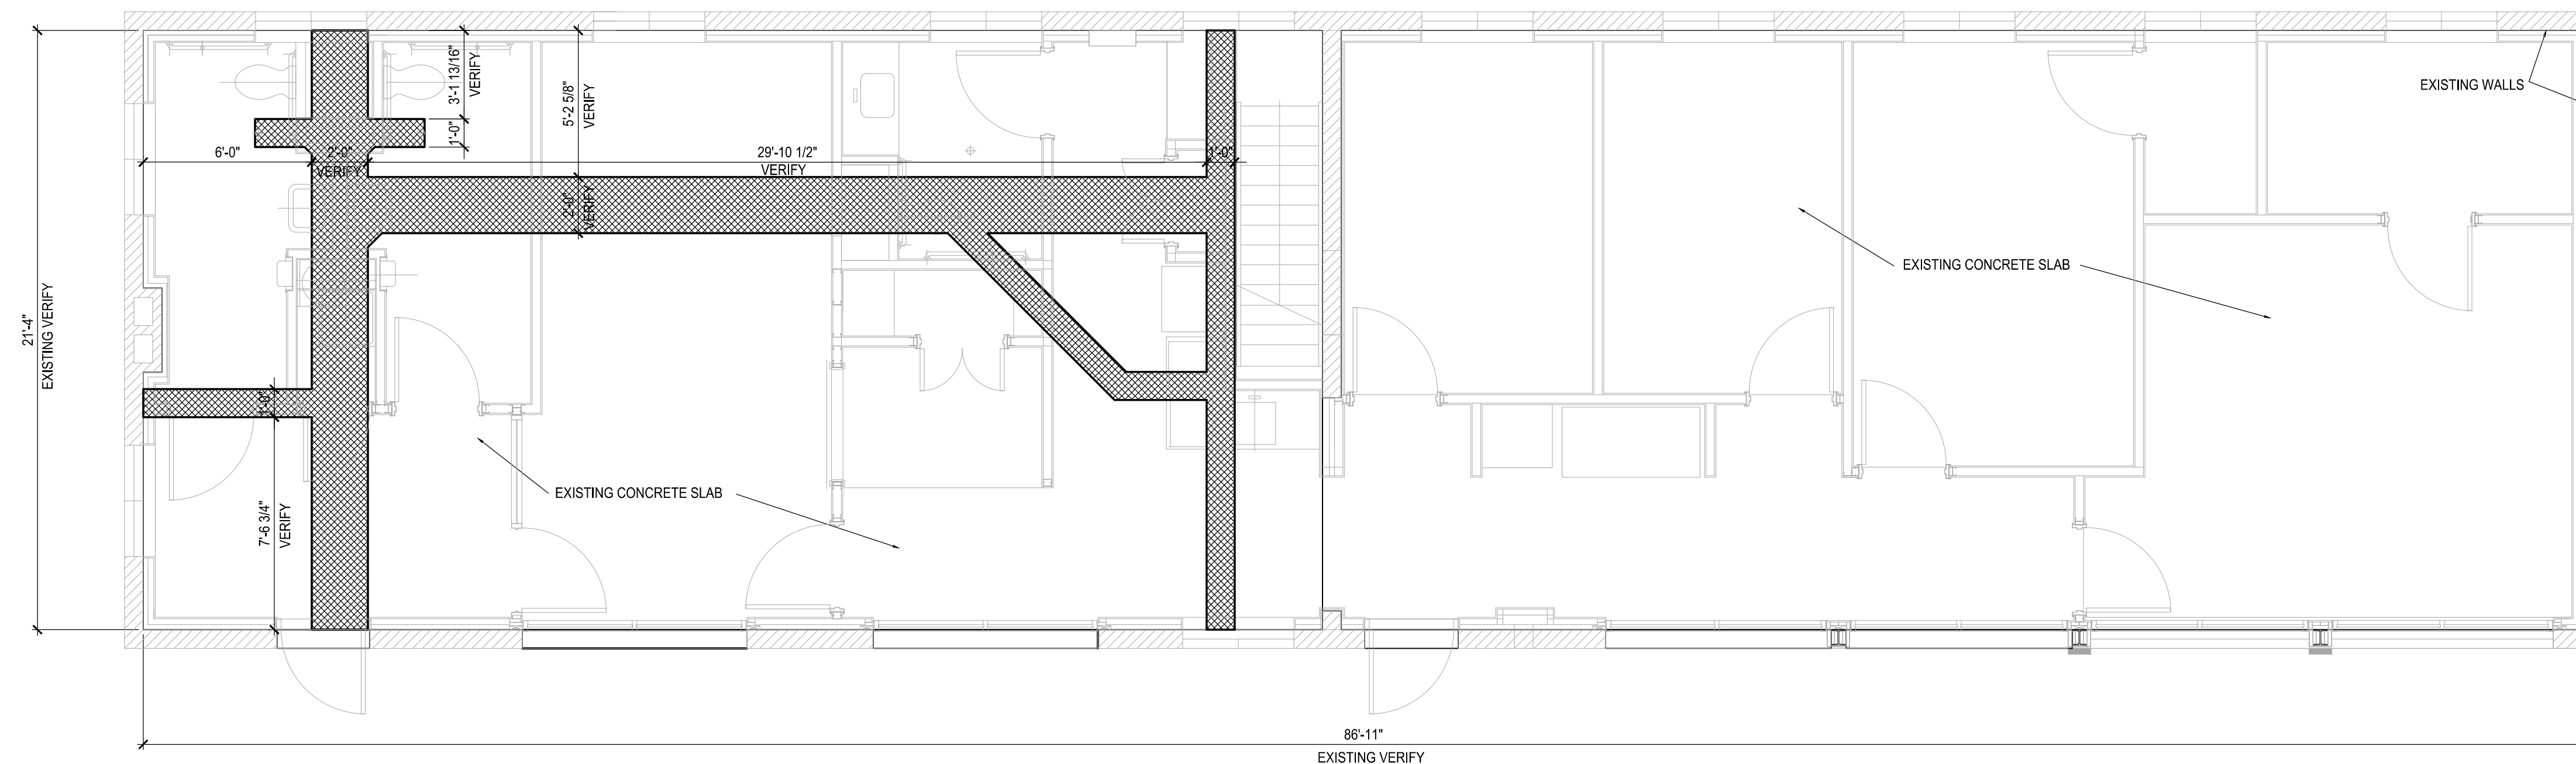 3'-1 13/16"
VERIFY
5'-2 5/8"
VERIFY
EXISTING WALLS
1'-0"
6'-0"
2'-0"
VERIFY
29'-10 1/2"
VERIFY
1'-0"
2'-0"
VERIFY
EXISTING CONCRETE SLAB
21'-4"
EXISTING VERIFY
1'-0"
EXISTING CONCRETE SLAB
7'-6 3/4"
VERIFY
86'-11"
EXISTING VERIFY